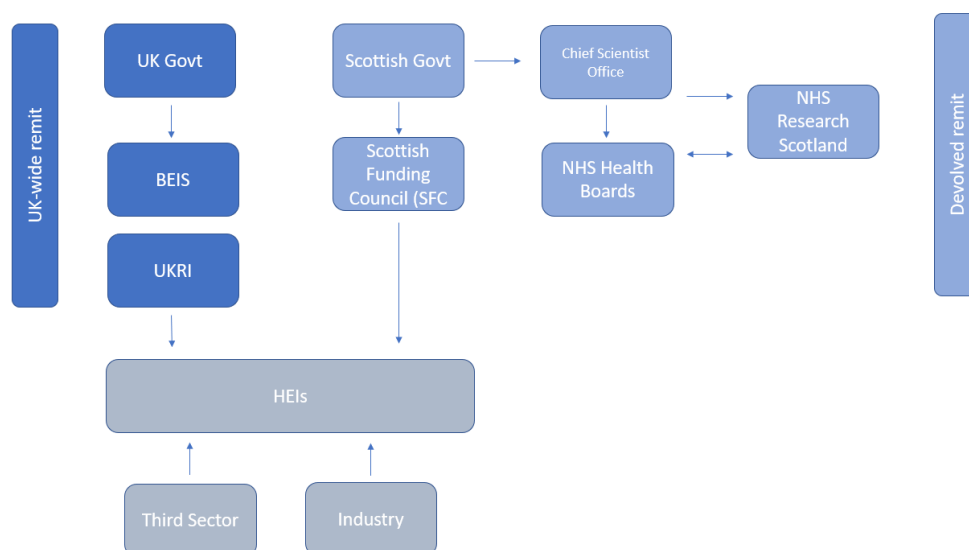 UK-wide remit
UK Govt
BEIS
UKRI
Scottish Govt
Scottish
Funding
Council (SFC
Chief Scientist
Office
NHS Health
Boards
NHS
Research
Scotland
Devolved remit
HEIs
Third Sector
Industry